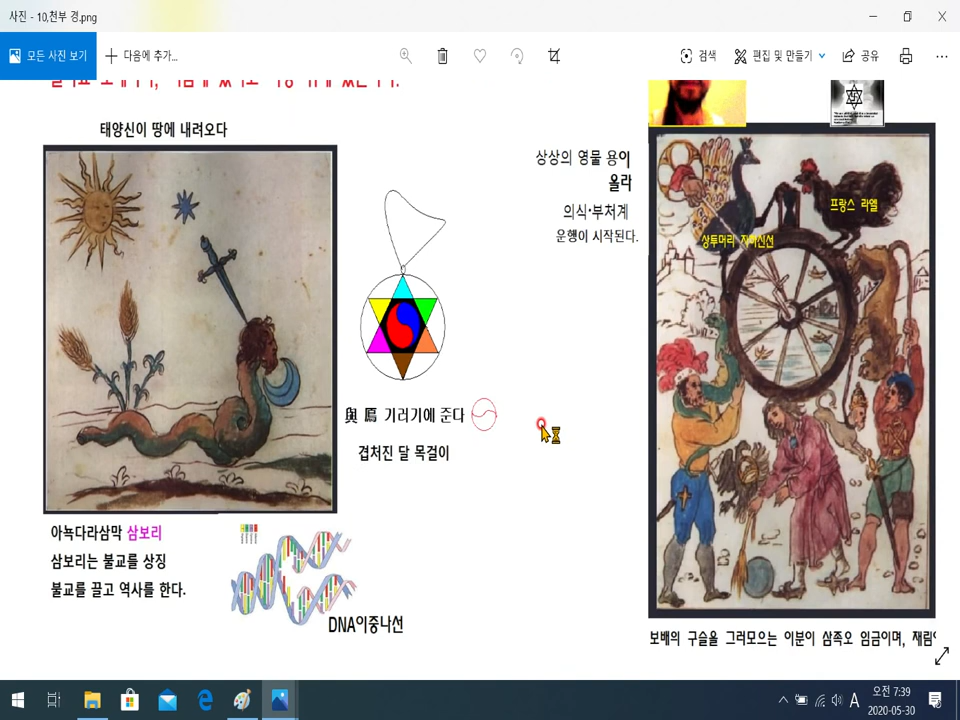 사진 - 10,천부 경.png
모든 사진 보기
다음에 추가...
검색
편집 및 만들기
공유
태양신이 땅에 내려오다
상상의 영물 용이
올라
의식·부처계
운행이 시작된다.
프랑스 라엘
상투머리 자하신선
기러기에 준다
겹처진 달 목걸이
아뇩다라삼막 삼보리
삼보리는 불교를 상징
불교를 끌고 역사를 한다.
DNA이중나선
보배의 구슬을 그러모으는 이분이 삼족오 임금이며,
A
오전 7:39
2020-05-30